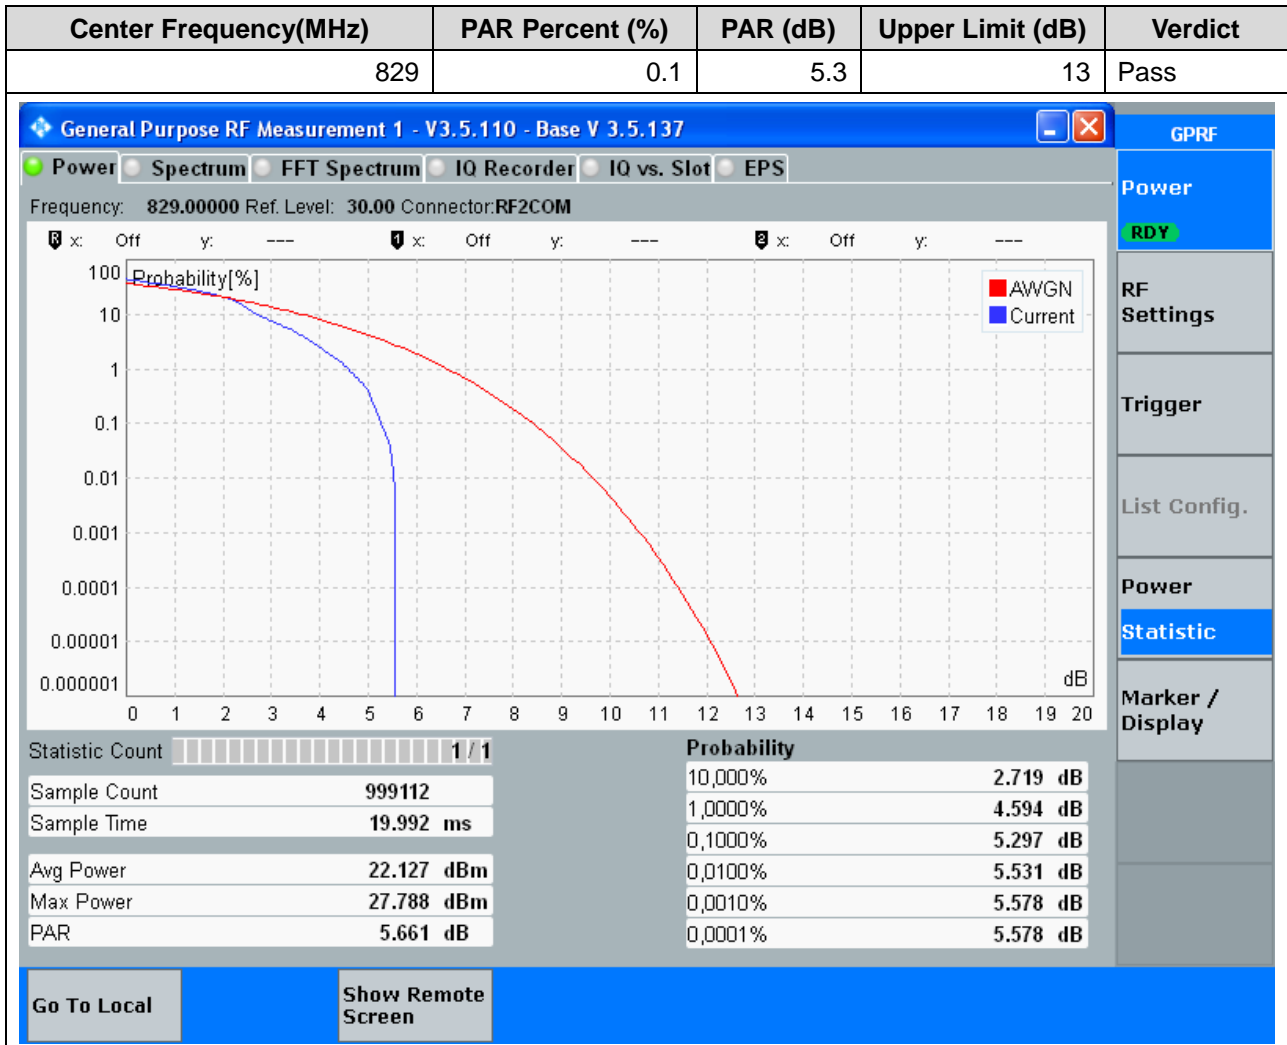 Center Frequency(MHz) PAR Percent (%) PAR (dB) Upper Limit (dB) Verdict
829 0.1 5.3 13 Pass
General Purpose RF Measurement 1 - V3.5.110 - Base V 3.5.137
GPRF
Power Spectrum FFT Spectrum IQ Recorder IQ vs. Slot EPS
Power
RDY
Frequency: 829.00000 Ref. Level: 30.00 Connector:RF2COM
R x: Off y: --- 1 x: Off y: --- 2 x: Off y: ---
Probability[%]
AWGN
Current
100
10
1
0.1
0.01
0.001
0.0001
0.00001
0.000001
dB
0 1 2 3 4 5 6 7 8 9 10 11 12 13 14 15 16 17 18 19 20
RF
Settings
Trigger
List Config.
Power
Statistic
Marker /
Display
Statistic Count 1 / 1
Sample Count 999112
Sample Time 19.992 ms
Avg Power 22.127 dBm
Max Power 27.788 dBm
PAR 5.661 dB
Probability
10,000% 2.719 dB
1,0000% 4.594 dB
0,1000% 5.297 dB
0,0100% 5.531 dB
0,0010% 5.578 dB
0,0001% 5.578 dB
Go To Local
Show Remote
Screen